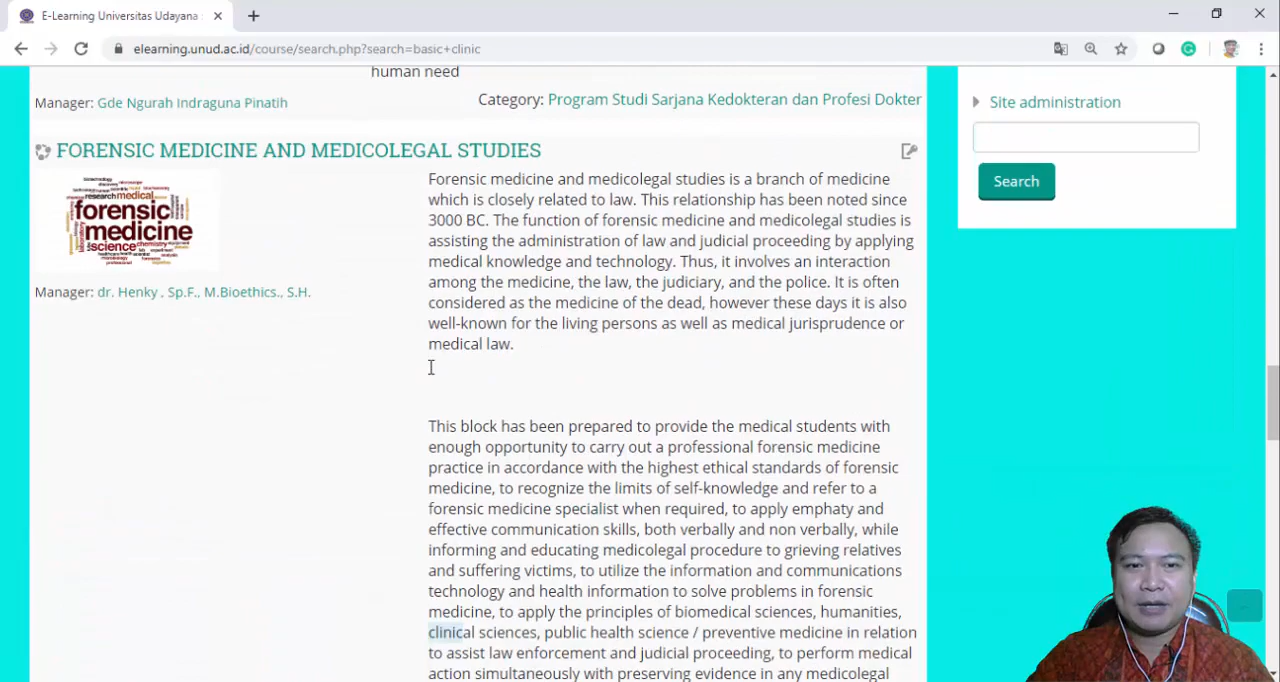 E-Learning Universitas Udayana
elearning.unud.ac.id/course/search.php?search=basic+clinic
human need
Manager: Gde Ngurah Indraguna Pinatih
Category: Program Studi Sarjana Kedokteran dan Profesi Dokter
Site administration
Search
FORENSIC MEDICINE AND MEDICOLEGAL STUDIES
forensic
medicine
science
medical
research
chemistry
Manager: dr. Henky , Sp.F., M.Bioethics., S.H.
Forensic medicine and medicolegal studies is a branch of medicine
which is closely related to law. This relationship has been noted since
3000 BC. The function of forensic medicine and medicolegal studies is
assisting the administration of law and judicial proceeding by applying
medical knowledge and technology. Thus, it involves an interaction
among the medicine, the law, the judiciary, and the police. It is often
considered as the medicine of the dead, however these days it is also
well-known for the living persons as well as medical jurisprudence or
medical law.
This block has been prepared to provide the medical students with
enough opportunity to carry out a professional forensic medicine
practice in accordance with the highest ethical standards of forensic
medicine, to recognize the limits of self-knowledge and refer to a
forensic medicine specialist when required, to apply emphaty and
effective communication skills, both verbally and non verbally, while
informing and educating medicolegal procedure to grieving relatives
and suffering victims, to utilize the information and communications
technology and health information to solve problems in forensic
medicine, to apply the principles of biomedical sciences, humanities,
clinical sciences, public health science / preventive medicine in relation
to assist law enforcement and judicial proceeding, to perform medical
action simultaneously with preserving evidence in any medicolegal